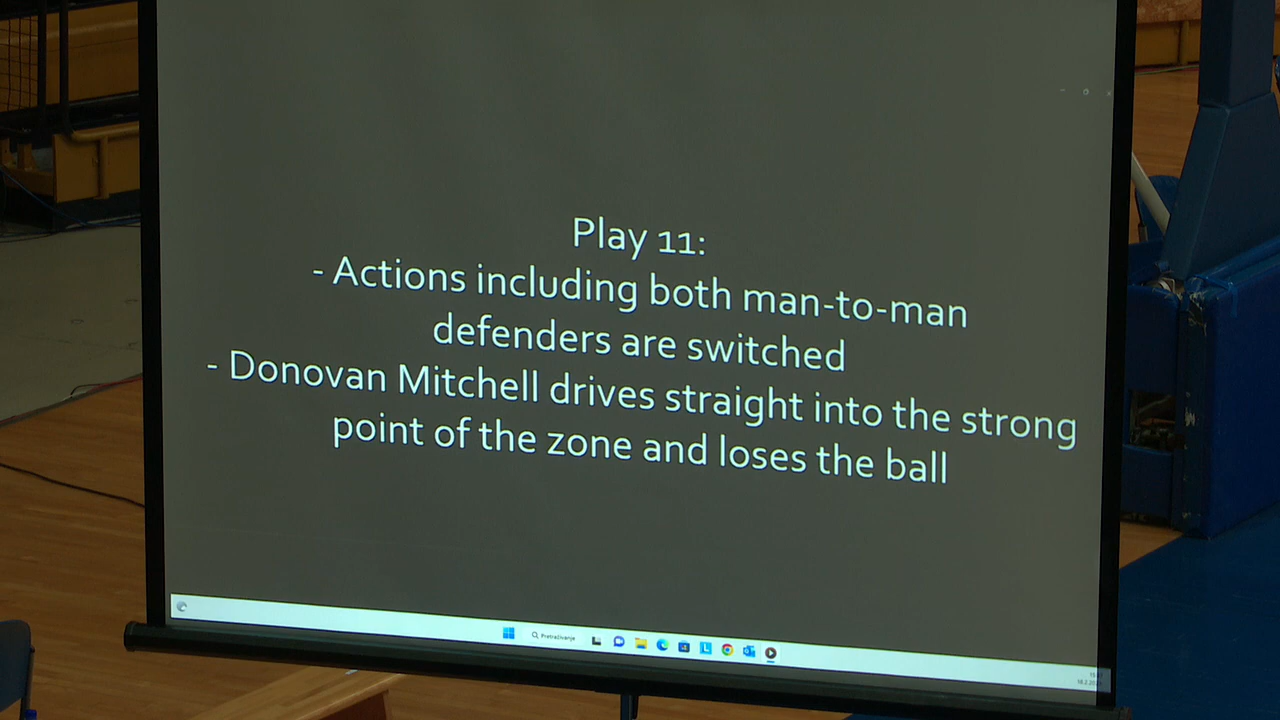 Play 11:
- Actions including both man-to-man
defenders are switched
- Donovan Mitchell drives straight into the strong
point of the zone and loses the ball
Pretraživanje